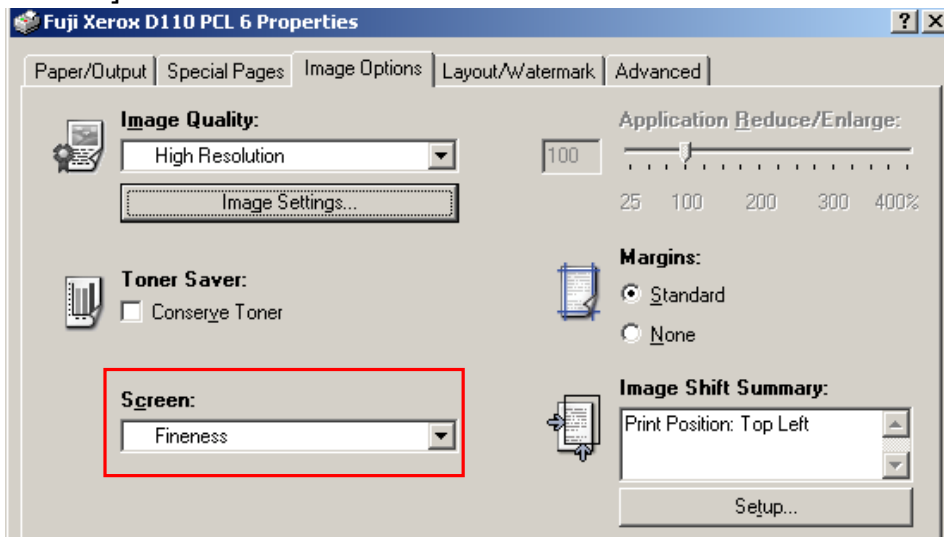 Fuji Xerox D110 PCL 6 Properties
Paper/Output Special Pages Image Options Layout/Watermark Advanced
Image Quality:
High Resolution
Image Settings...
Application Reduce/Enlarge:
100
25 100 200 300 400%
Toner Saver:
Conserve Toner
Margins:
Standard
None
Screen:
Fineness
Image Shift Summary:
Print Position: Top Left
Setup...